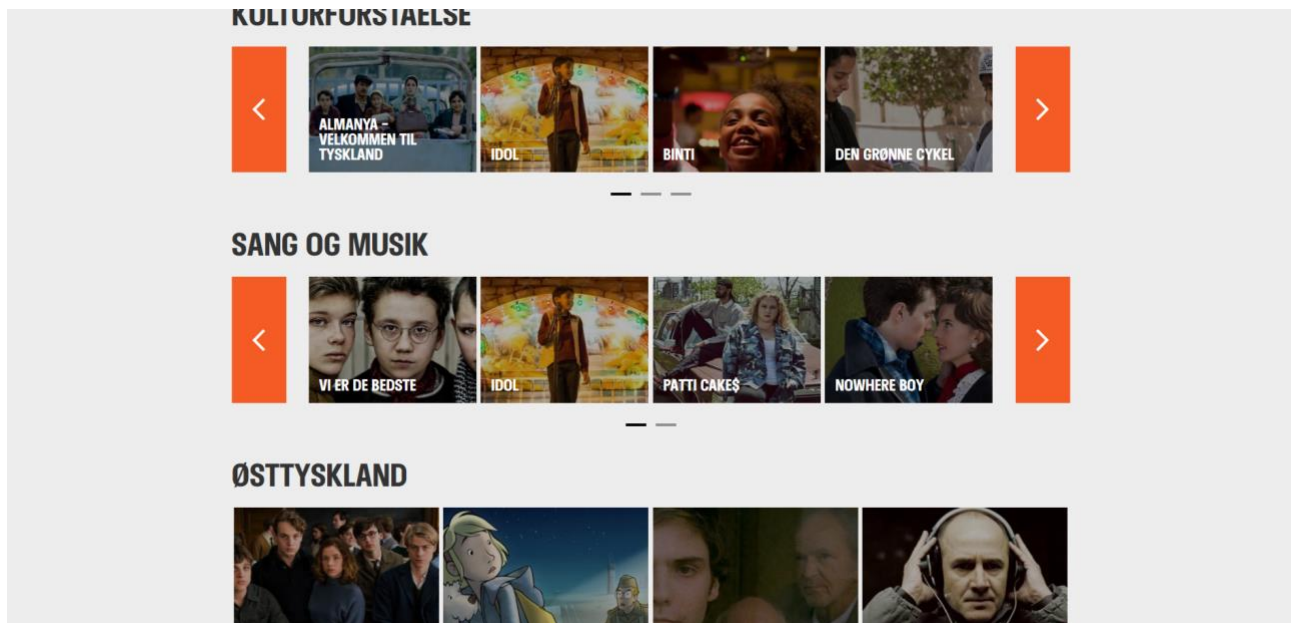 KULTURFORSTÅELSE
ALMANYA –
VELKOMMEN TIL
TYSKLAND
IDOL
BINTI
DEN GRØNNE CYKEL
SANG OG MUSIK
VI ER DE BEDSTE
IDOL
PATTI CAKE$
NOWHERE BOY
ØSTTYSKLAND